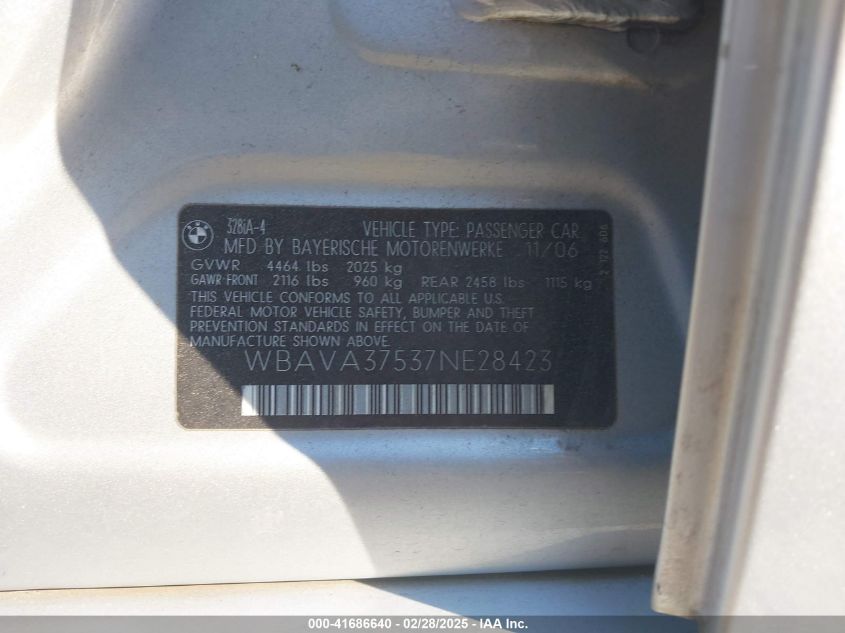 328iA-4 VEHICLE TYPE: PASSENGER CAR
MFD BY BAYERISCHE MOTORENWERKE 11/06
GVWR 4464 lbs 2025 kg
GAWR FRONT 2116 lbs 960 kg REAR 2458 lbs 1115 kg
THIS VEHICLE CONFORMS TO ALL APPLICABLE U.S.
FEDERAL MOTOR VEHICLE SAFETY, BUMPER AND THEFT
PREVENTION STANDARDS IN EFFECT ON THE DATE OF
MANUFACTURE SHOWN ABOVE.
WBAVA37537NE28423
000-41686640 - 02/28/2025 - IAA Inc.